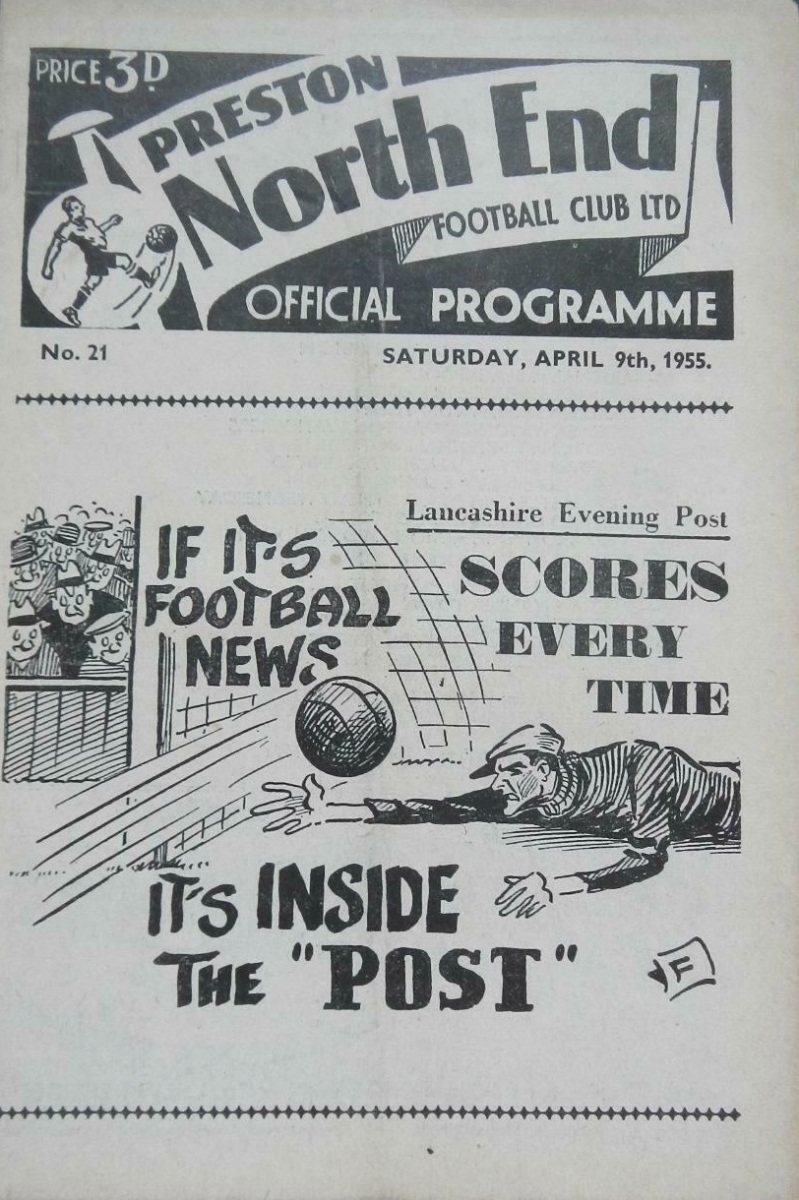 PRICE 3D
PRESTON
North End
FOOTBALL CLUB LTD
OFFICIAL PROGRAMME
No. 21
SATURDAY, APRIL 9th, 1955.
Lancashire Evening Post
IF IT'S
FOOTBALL
NEWS
SCORES
EVERY
TIME
IT'S INSIDE
THE "POST"
F